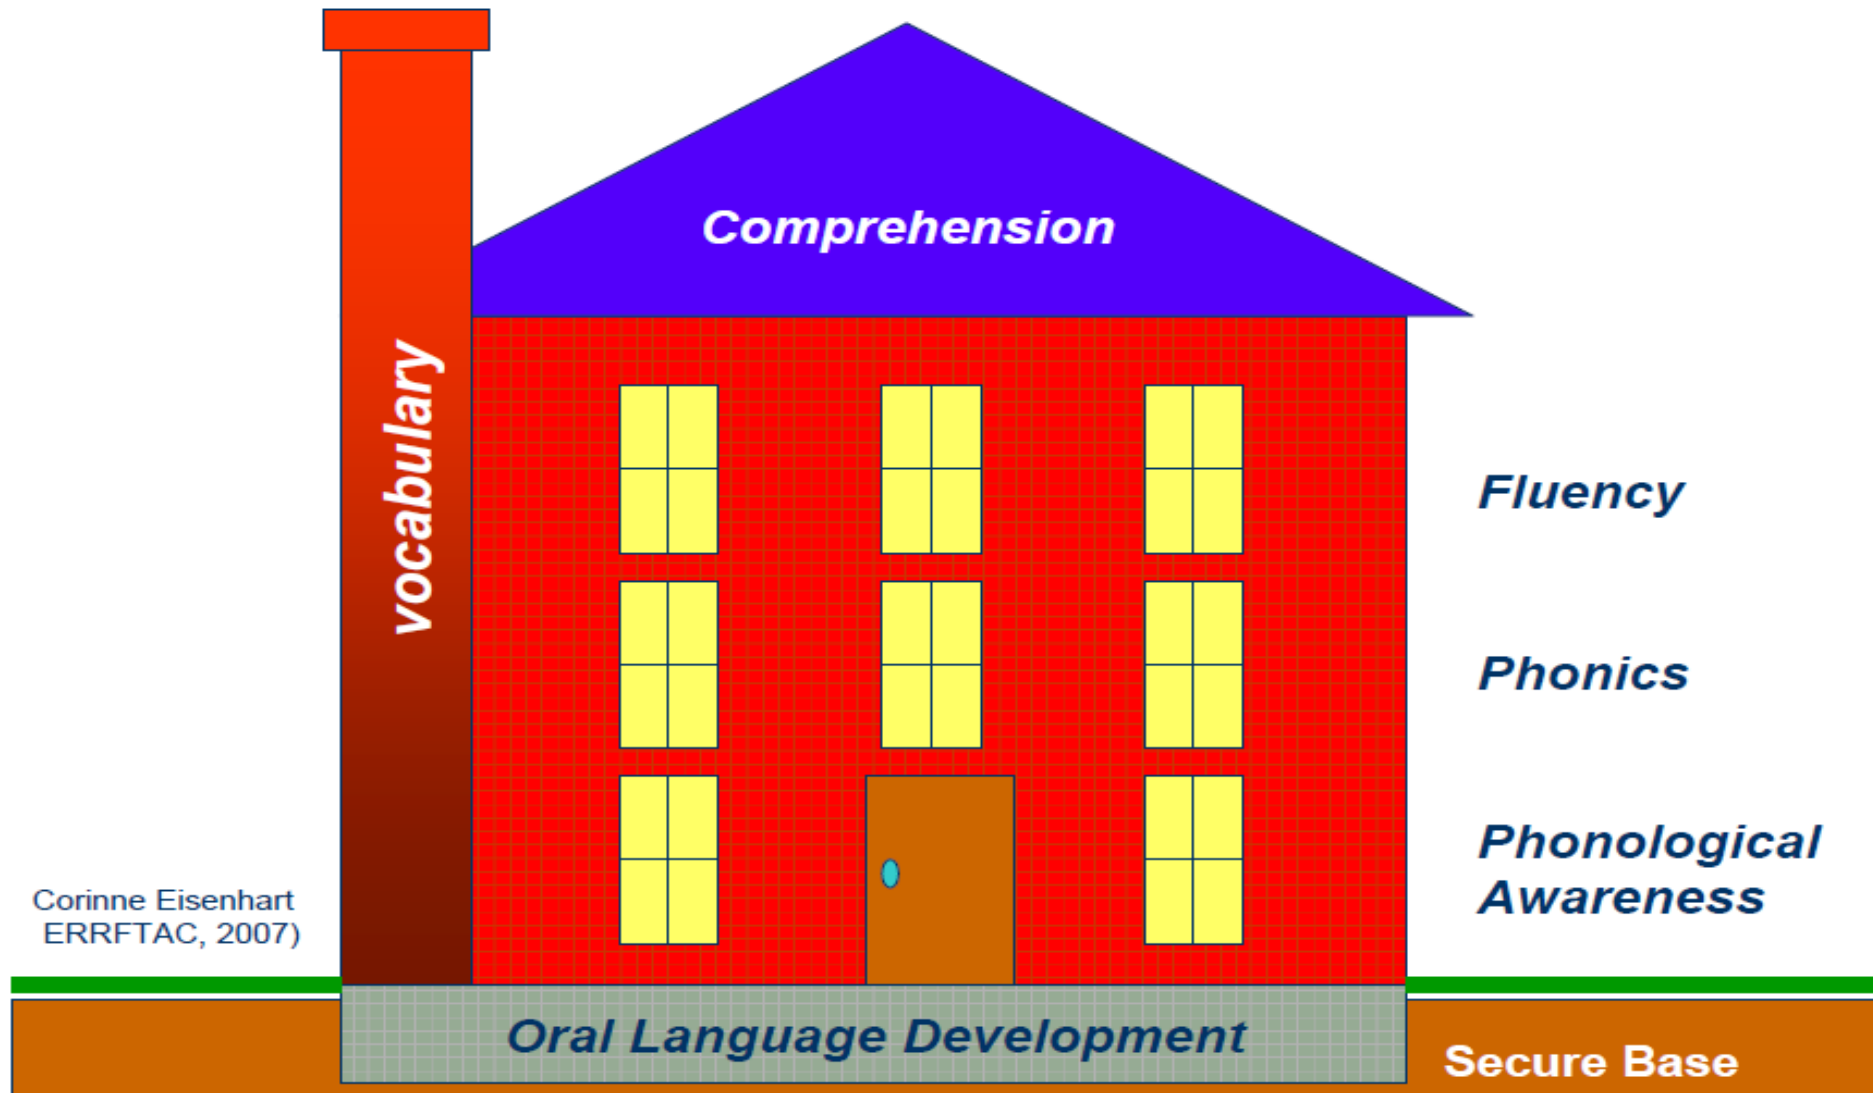 Comprehension
vocabulary
Fluency
Phonics
Phonological
Awareness
Corinne Eisenhart
ERRFTAC, 2007)
Oral Language Development
Secure Base